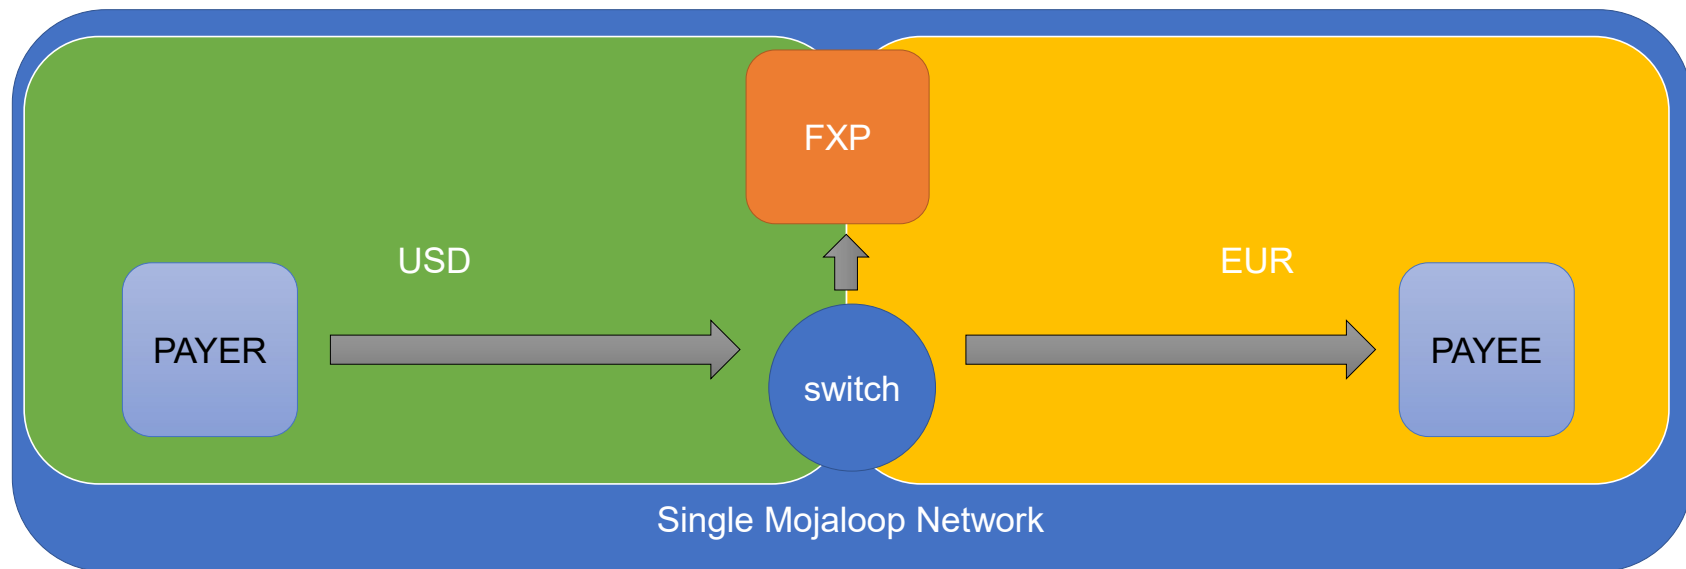 FXP
USD
EUR
PAYER
PAYEE
switch
Single Mojaloop Network